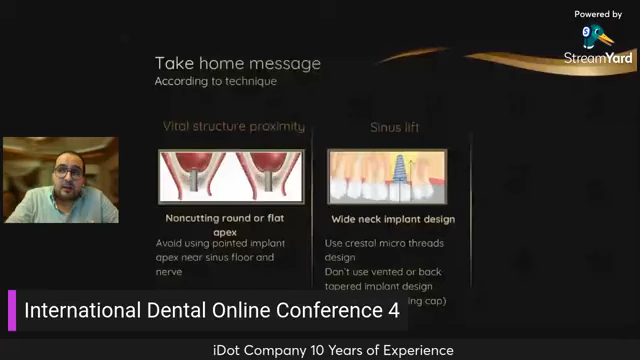 Powered by
StreamYard
Take home message
According to technique
Vital structure proximity
Noncutting round or flat
apex
Avoid using pointed implant
apex near sinus floor and
nerve
Sinus lift
Wide neck implant design
Use crestal micro threads
design
Don't use vented or back
tapered implant design
ing cap)
International Dental Online Conference 4
iDot Company 10 Years of Experience